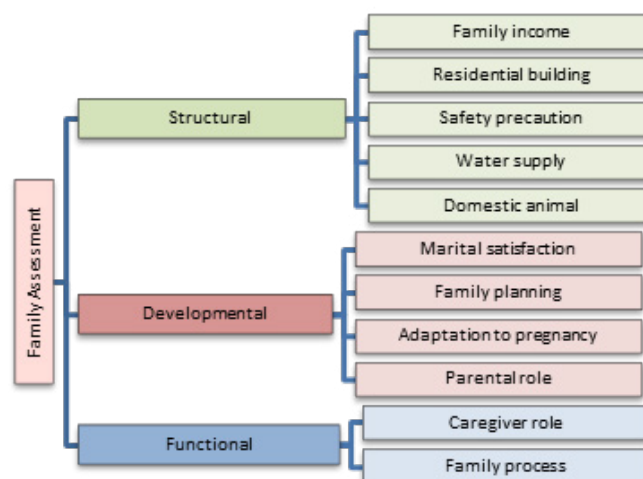 Family Assessment
Structural
Family income
Residential building
Safety precaution
Water supply
Domestic animal
Developmental
Marital satisfaction
Family planning
Adaptation to pregnancy
Parental role
Functional
Caregiver role
Family process